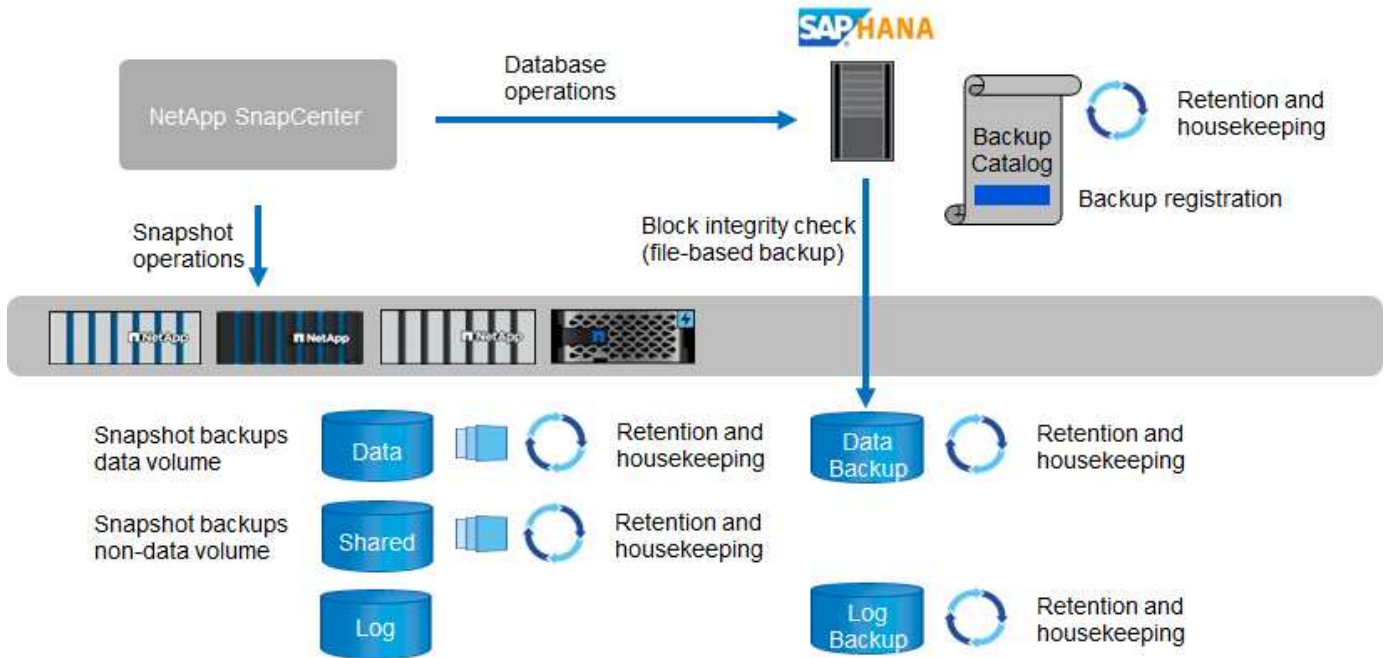 SAP HANA
NetApp SnapCenter
Database
operations
Backup
Catalog
Retention and
housekeeping
Backup registration
Snapshot
operations
Block integrity check
(file-based backup)
NetApp
NetApp
NetApp
Snapshot backups
data volume
Data
Retention and
housekeeping
Data
Backup
Retention and
housekeeping
Snapshot backups
non-data volume
Shared
Retention and
housekeeping
Log
Log
Backup
Retention and
housekeeping